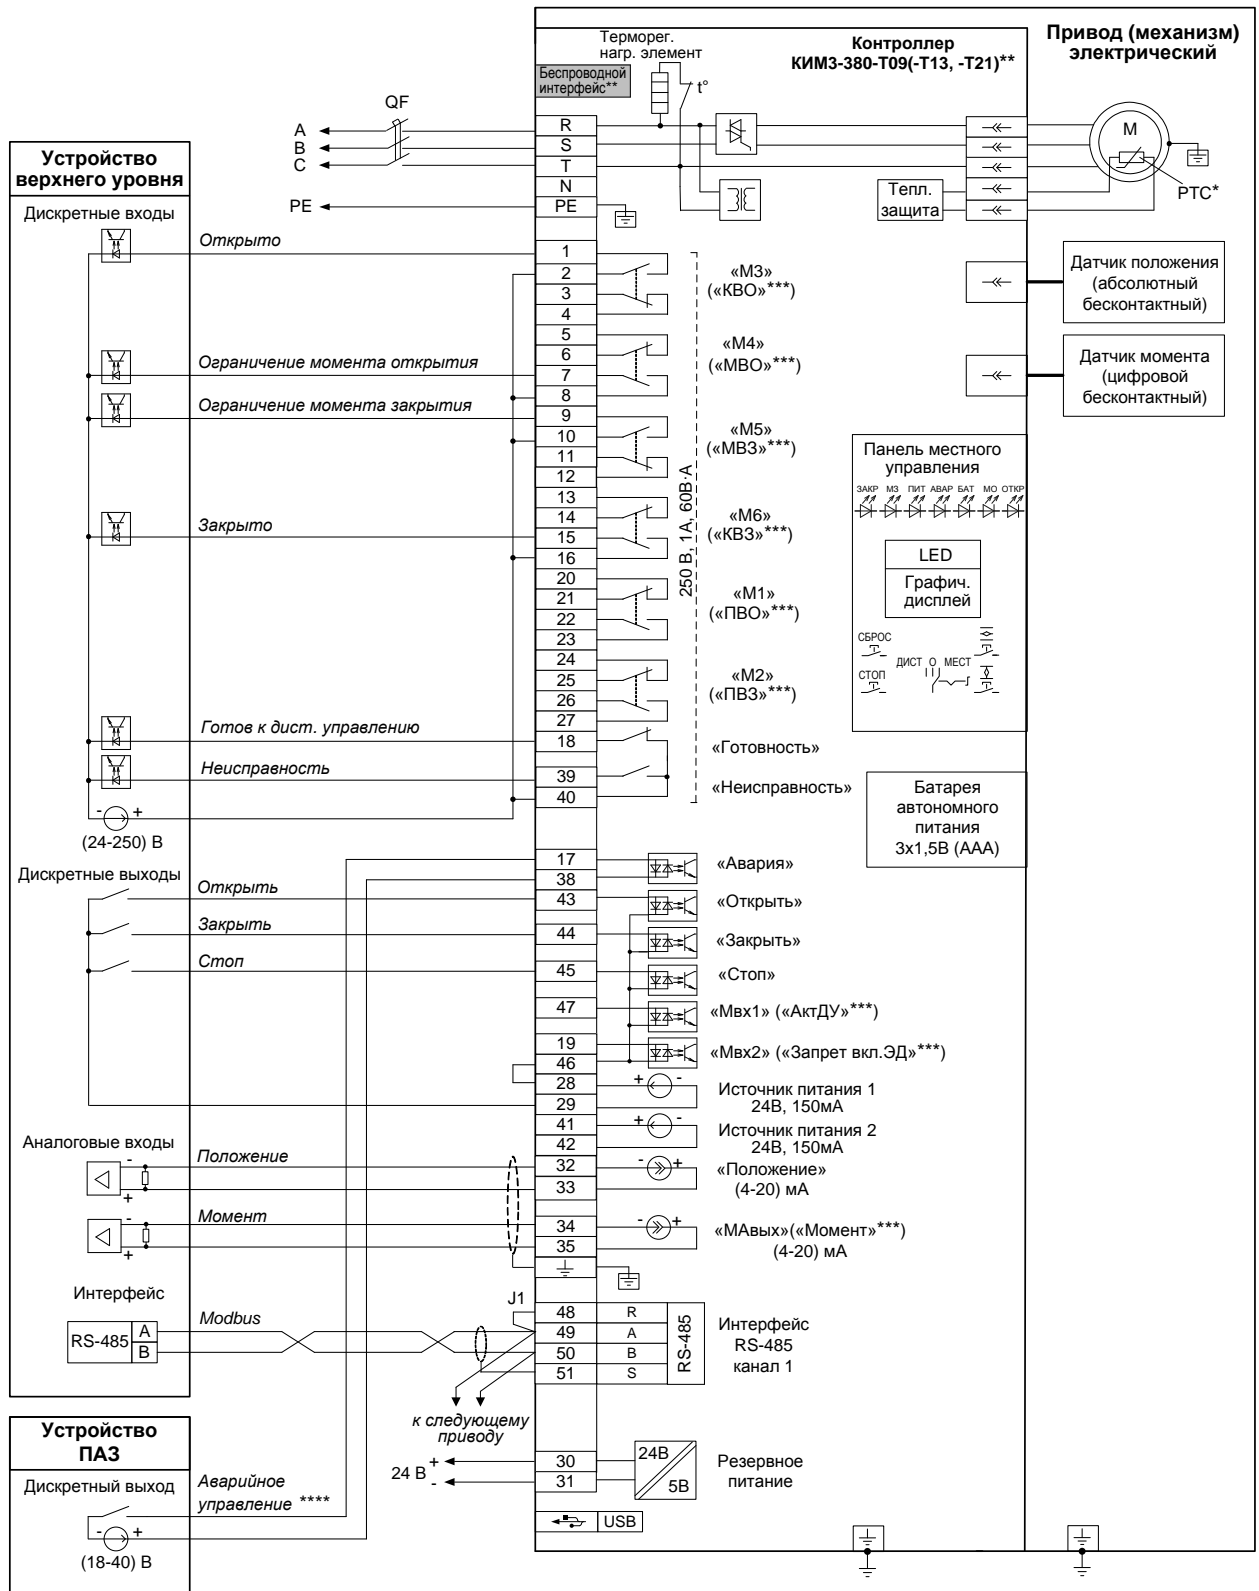 Привод (механизм)
электрический
Контроллер
КИМ3-380-Т09(-Т13, -Т21)**
Терморег.
нагр. элемент
t°
Беспроводной
интерфейс**
QF
A
B
C
PE
R
S
T
N
PE
M
PTC*
Тепл.
защита
Устройство
верхнего уровня
Дискретные входы
Открыто
Ограничение момента открытия
Ограничение момента закрытия
Закрыто
Готов к дист. управлению
Неисправность
- +
(24-250) В
1
2
3
4
5
6
7
8
9
10
11
12
13
14
15
16
20
21
22
23
24
25
26
27
18
39
40
«М3»
(«КВО»***)
«М4»
(«МВО»***)
«М5»
(«МВЗ»***)
«М6»
(«КВЗ»***)
«М1»
(«ПВО»***)
«М2»
(«ПВЗ»***)
«Готовность»
«Неисправность»
250 В, 1А, 60В·А
Датчик положения
(абсолютный
бесконтактный)
Датчик момента
(цифровой
бесконтактный)
Панель местного
управления
ЗАКР МЗ ПИТ АВАР БАТ МО ОТКР
LED
Графич.
дисплей
СБРОС
СТОП
ДИСТ О МЕСТ
Батарея
автономного
питания
3х1,5В (ААА)
Дискретные выходы
Открыть
Закрыть
Стоп
17
38
43
44
45
47
19
46
28
29
41
42
32
33
34
35
«Авария»
«Открыть»
«Закрыть»
«Стоп»
«Мвх1» («АктДУ»***)
«Мвх2» («Запрет вкл.ЭД»***)
+ -
Источник питания 1
24В, 150мА
+ -
Источник питания 2
24В, 150мА
- +
«Положение»
(4-20) мА
- +
«МАвых»(«Момент»***)
(4-20) мА
Аналоговые входы
-
+
Положение
-
+
Момент
Интерфейс
RS-485
A
B
Modbus
J1
48
49
50
51
R
A
B
S
RS-485
Интерфейс
RS-485
канал 1
к следующему
приводу
24 В
+
-
30
31
24В
5В
Резервное
питание
USB
Устройство
ПАЗ
Дискретный выход
Аварийное
управление ****
- +
(18-40) В